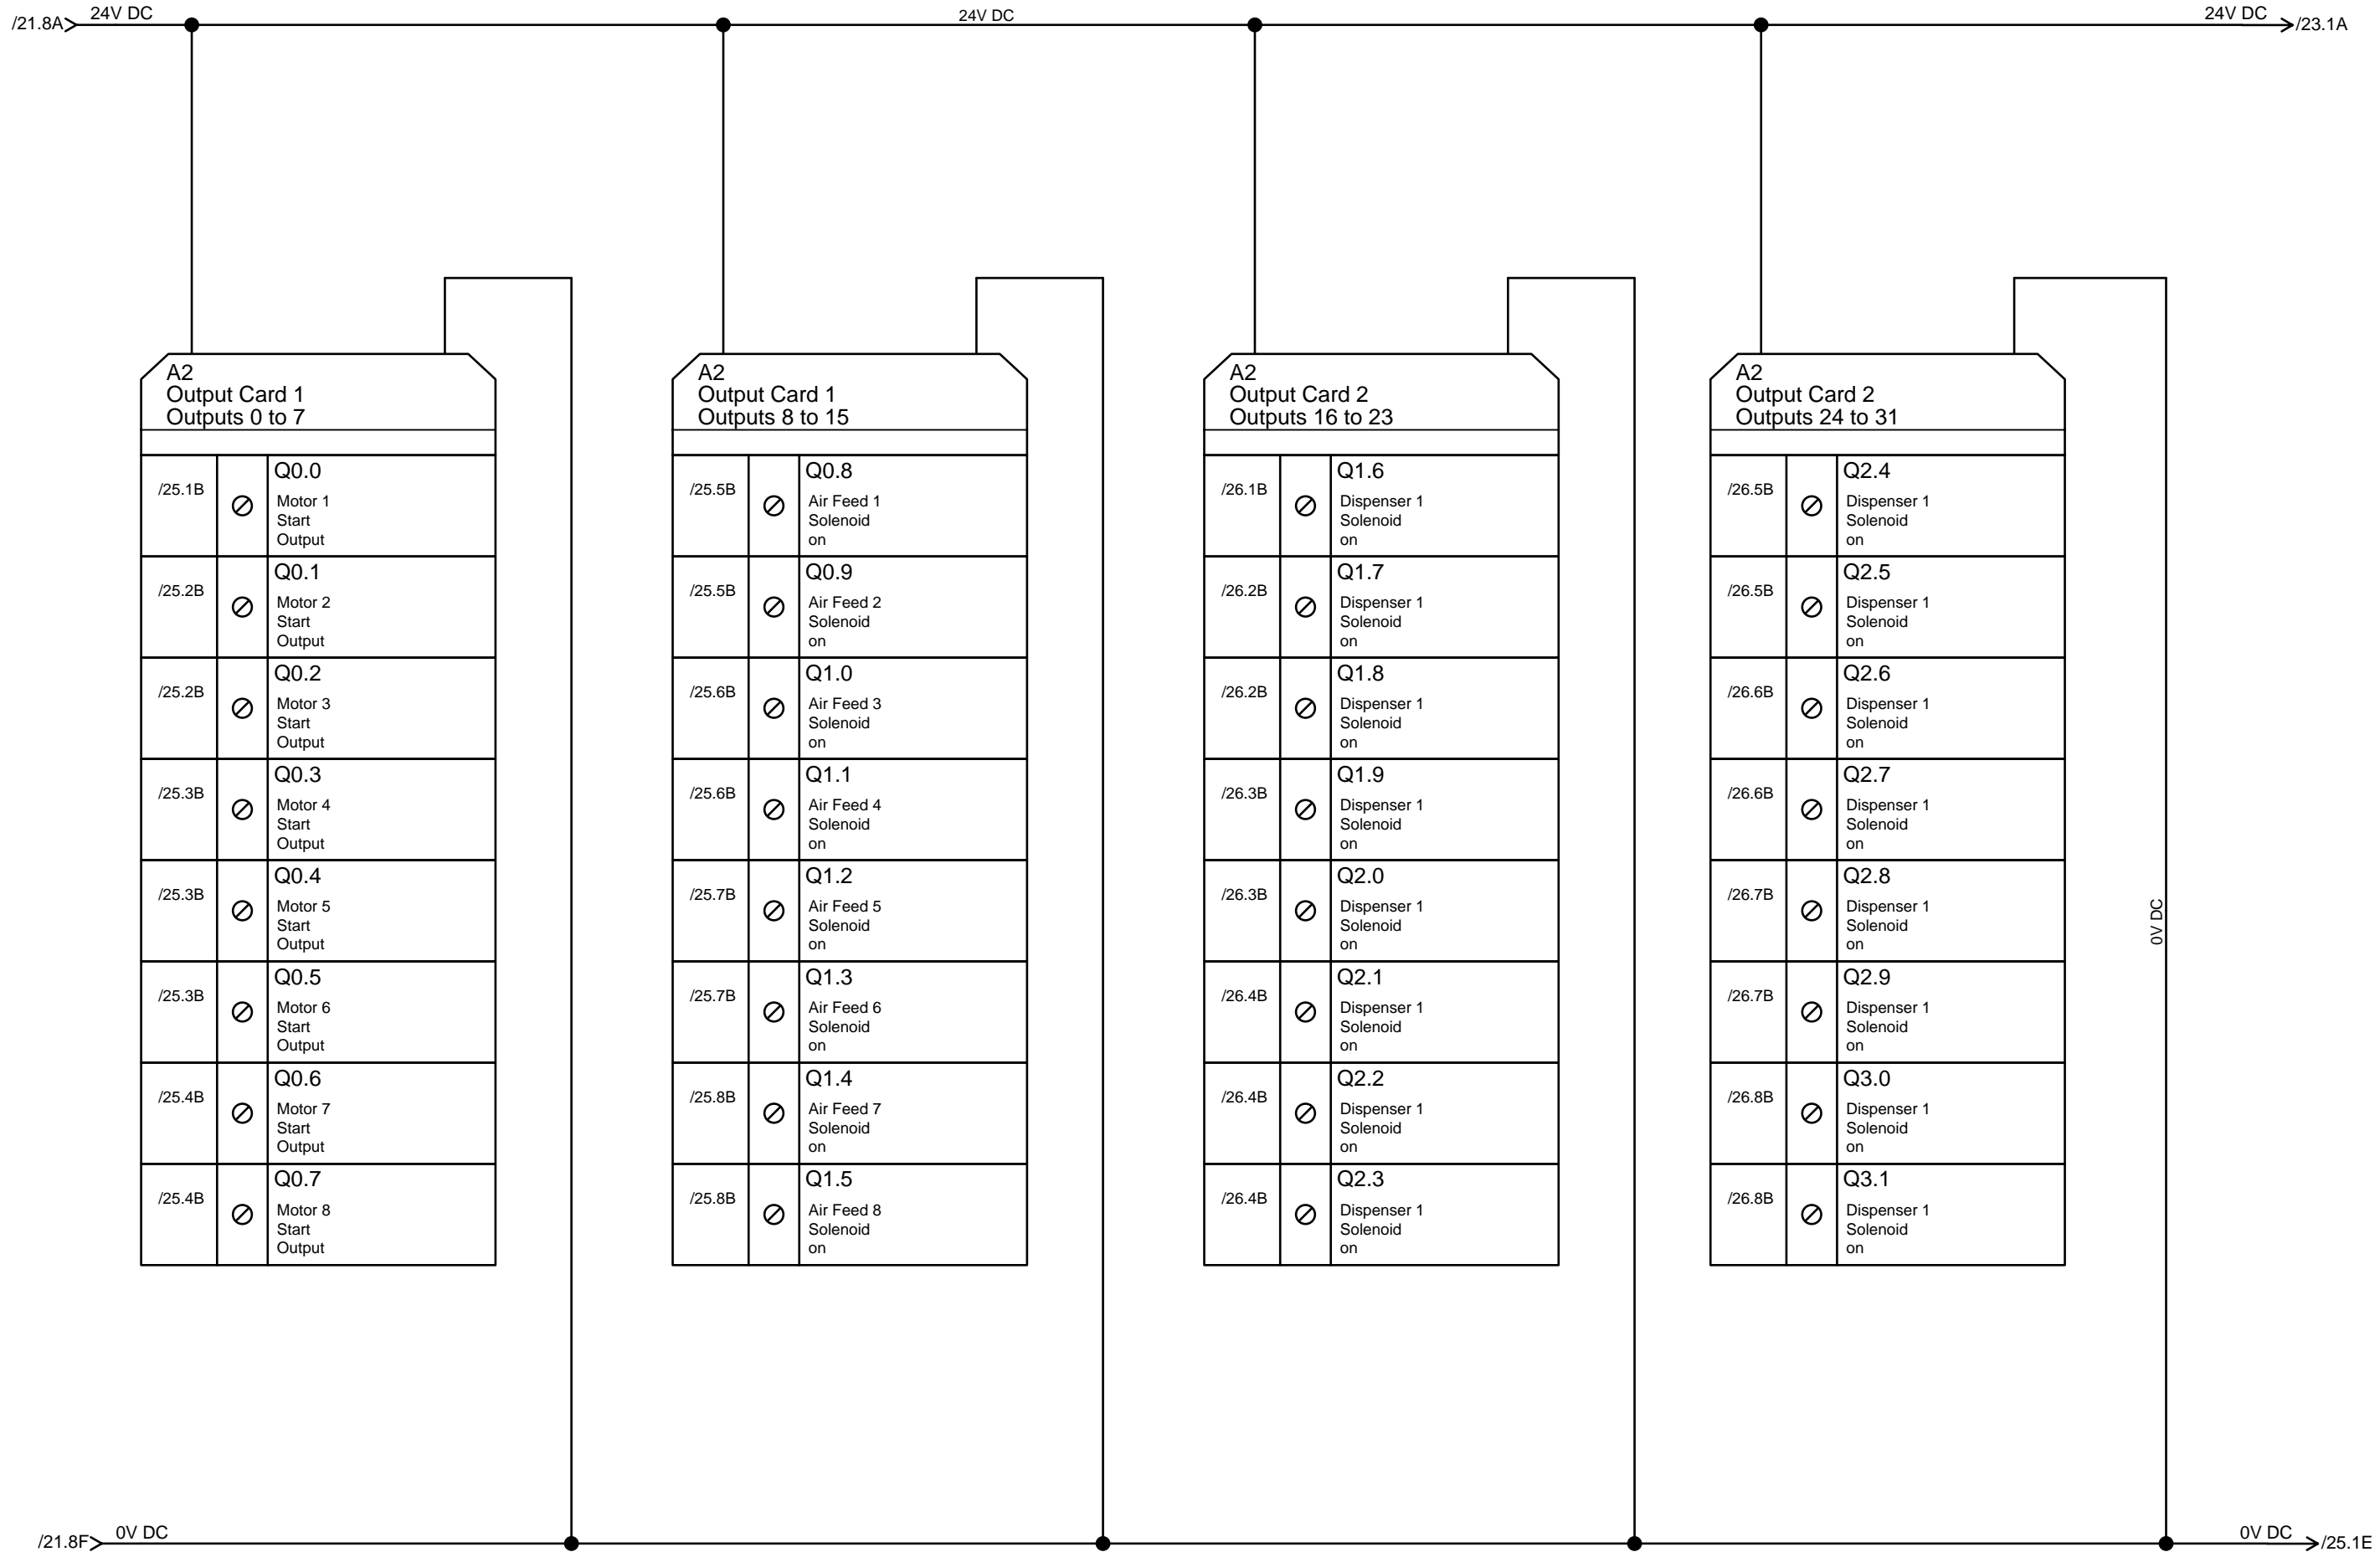 /21.8A
24V DC
24V DC
24V DC
/23.1A
A2
Output Card 1
Outputs 0 to 7
/25.1B
Q0.0
Motor 1
Start
Output
/25.2B
Q0.1
Motor 2
Start
Output
/25.2B
Q0.2
Motor 3
Start
Output
/25.3B
Q0.3
Motor 4
Start
Output
/25.3B
Q0.4
Motor 5
Start
Output
/25.3B
Q0.5
Motor 6
Start
Output
/25.4B
Q0.6
Motor 7
Start
Output
/25.4B
Q0.7
Motor 8
Start
Output
A2
Output Card 1
Outputs 8 to 15
/25.5B
Q0.8
Air Feed 1
Solenoid
on
/25.5B
Q0.9
Air Feed 2
Solenoid
on
/25.6B
Q1.0
Air Feed 3
Solenoid
on
/25.6B
Q1.1
Air Feed 4
Solenoid
on
/25.7B
Q1.2
Air Feed 5
Solenoid
on
/25.7B
Q1.3
Air Feed 6
Solenoid
on
/25.8B
Q1.4
Air Feed 7
Solenoid
on
/25.8B
Q1.5
Air Feed 8
Solenoid
on
A2
Output Card 2
Outputs 16 to 23
/26.1B
Q1.6
Dispenser 1
Solenoid
on
/26.2B
Q1.7
Dispenser 1
Solenoid
on
/26.2B
Q1.8
Dispenser 1
Solenoid
on
/26.3B
Q1.9
Dispenser 1
Solenoid
on
/26.3B
Q2.0
Dispenser 1
Solenoid
on
/26.4B
Q2.1
Dispenser 1
Solenoid
on
/26.4B
Q2.2
Dispenser 1
Solenoid
on
/26.4B
Q2.3
Dispenser 1
Solenoid
on
A2
Output Card 2
Outputs 24 to 31
/26.5B
Q2.4
Dispenser 1
Solenoid
on
/26.5B
Q2.5
Dispenser 1
Solenoid
on
/26.6B
Q2.6
Dispenser 1
Solenoid
on
/26.6B
Q2.7
Dispenser 1
Solenoid
on
/26.7B
Q2.8
Dispenser 1
Solenoid
on
/26.7B
Q2.9
Dispenser 1
Solenoid
on
/26.8B
Q3.0
Dispenser 1
Solenoid
on
/26.8B
Q3.1
Dispenser 1
Solenoid
on
0V DC
/21.8F
0V DC
0V DC
/25.1E